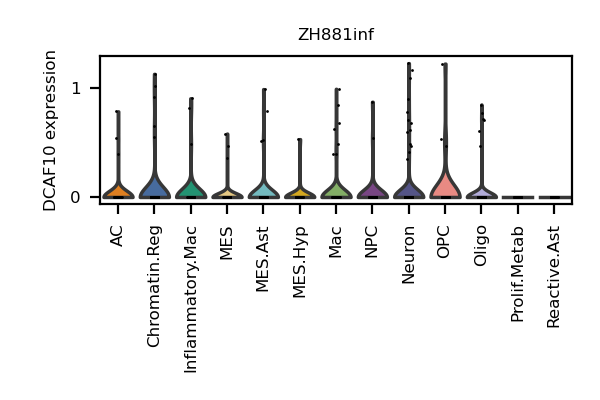 ZH881inf
DCAF10 expression
1
0
AC
Chromatin.Reg
Inflammatory.Mac
MES
MES.Ast
MES.Hyp
Mac
NPC
Neuron
OPC
Oligo
Prolif.Metab
Reactive.Ast